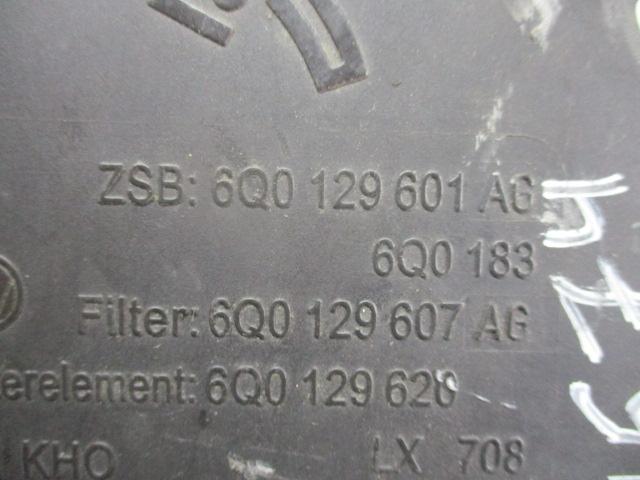 ZSB: 6Q0 129 601 AG
6Q0 183
Filter: 6Q0 129 607 AG
erelement: 6Q0 129 620
KHO
LX 708